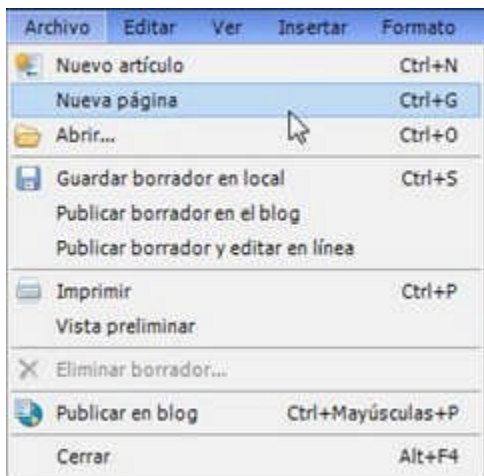 Archivo Editar Ver Insertar Formato
Nuevo artículo Ctrl+N
Nueva página Ctrl+G
Abrir... Ctrl+O
Guardar borrador en local Ctrl+S
Publicar borrador en el blog
Publicar borrador y editar en línea
Imprimir Ctrl+P
Vista preliminar
Eliminar borrador...
Publicar en blog Ctrl+Mayúsculas+P
Cerrar Alt+F4